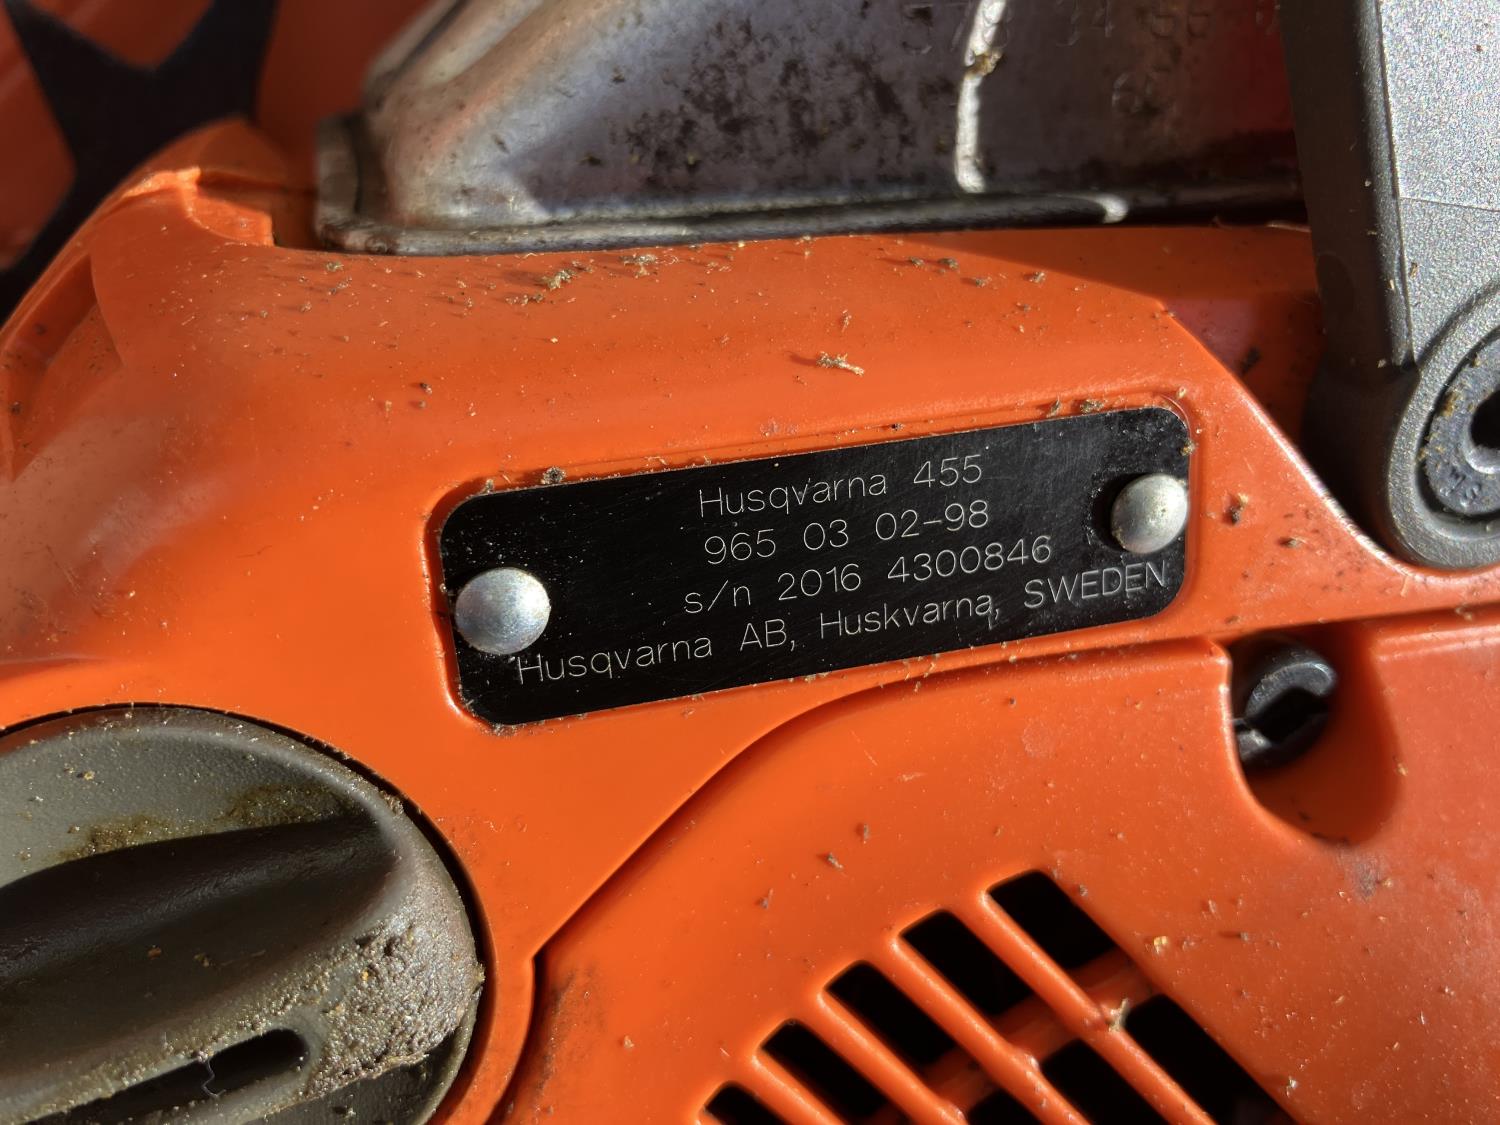 Husqvarna 455
965 03 02-98
s/n 2016 4300846
Husqvarna AB, Huskvarna, SWEDEN